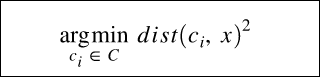 argmin dist(c_i, x)^2
c_i ∈ C